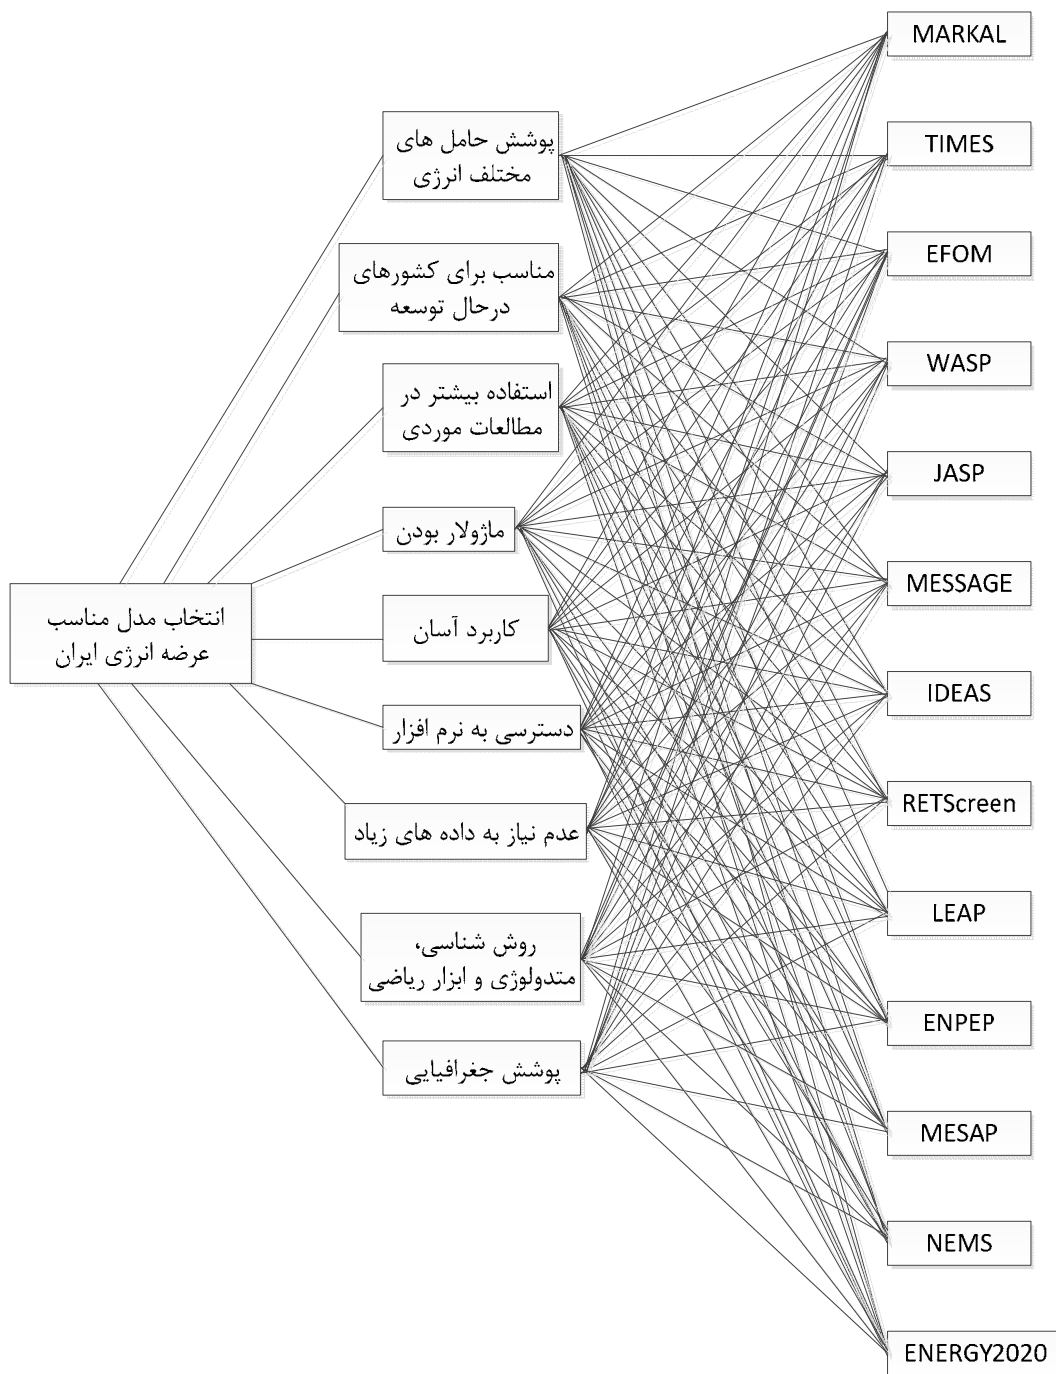 انتخاب مدل مناسب
عرضه انرژی ایران
پوشش حامل های
مختلف انرژی
مناسب برای کشورهای
درحال توسعه
استفاده بیشتر در
مطالعات موردی
ماژولار بودن
کاربرد آسان
دسترسی به نرم افزار
عدم نیاز به داده های زیاد
روش شناسی،
متدولوژی و ابزار ریاضی
پوشش جغرافیایی
MARKAL
TIMES
EFOM
WASP
JASP
MESSAGE
IDEAS
RETScreen
LEAP
ENPEP
MESAP
NEMS
ENERGY2020